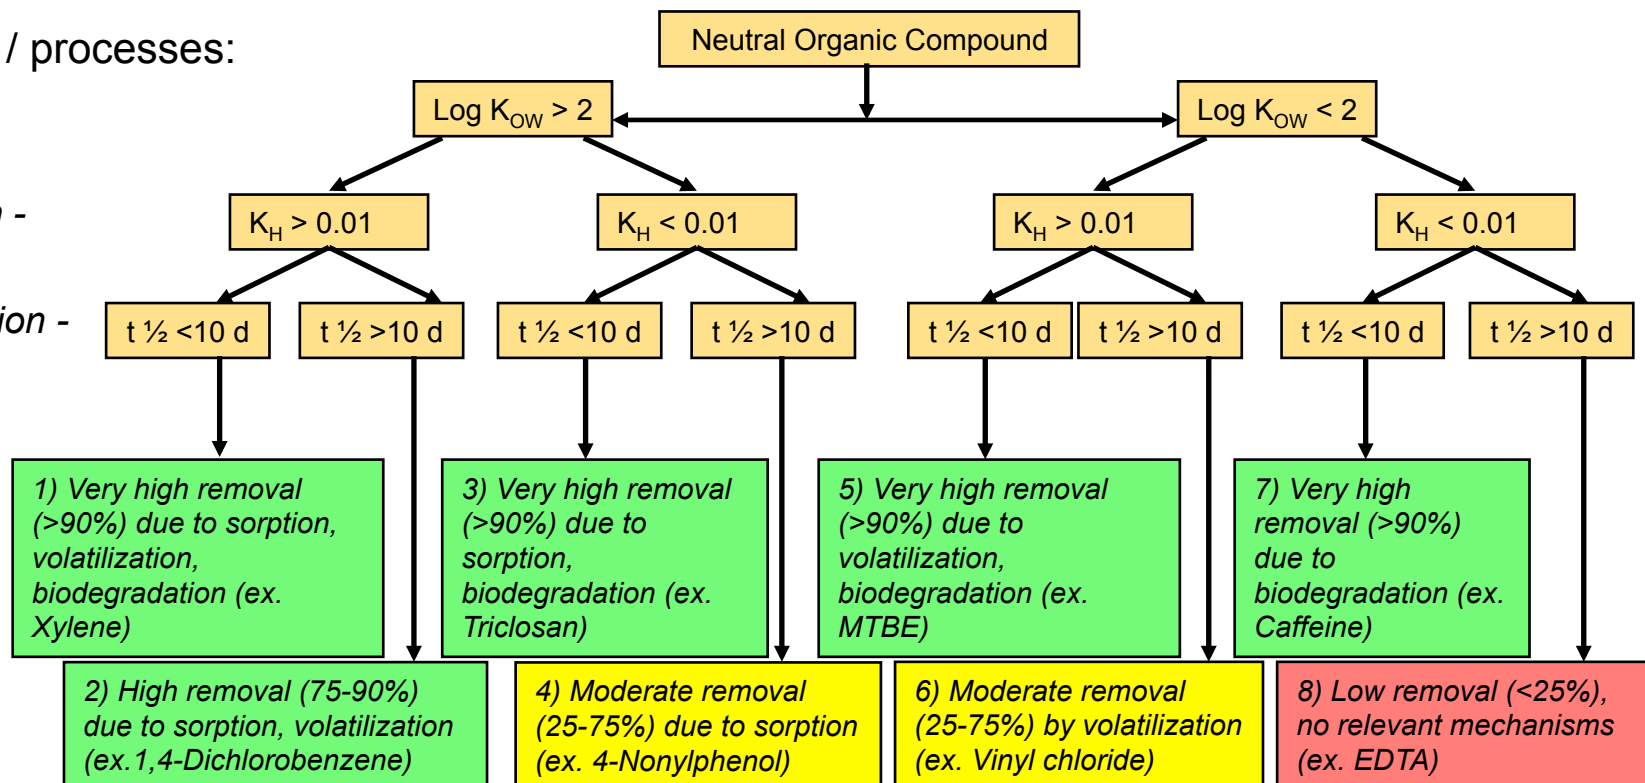 / processes:
Neutral Organic Compound
Log K_OW > 2
Log K_OW < 2
n -
K_H > 0.01
K_H < 0.01
K_H > 0.01
K_H < 0.01
ion -
t ½ <10 d
t ½ >10 d
t ½ <10 d
t ½ >10 d
t ½ <10 d
t ½ >10 d
t ½ <10 d
t ½ >10 d
1) Very high removal
(>90%) due to sorption,
volatilization,
biodegradation (ex.
Xylene)
3) Very high removal
(>90%) due to
sorption,
biodegradation (ex.
Triclosan)
5) Very high removal
(>90%) due to
volatilization,
biodegradation (ex.
MTBE)
7) Very high
removal (>90%)
due to
biodegradation (ex.
Caffeine)
2) High removal (75-90%)
due to sorption, volatilization
(ex.1,4-Dichlorobenzene)
4) Moderate removal
(25-75%) due to sorption
(ex. 4-Nonylphenol)
6) Moderate removal
(25-75%) by volatilization
(ex. Vinyl chloride)
8) Low removal (<25%),
no relevant mechanisms
(ex. EDTA)